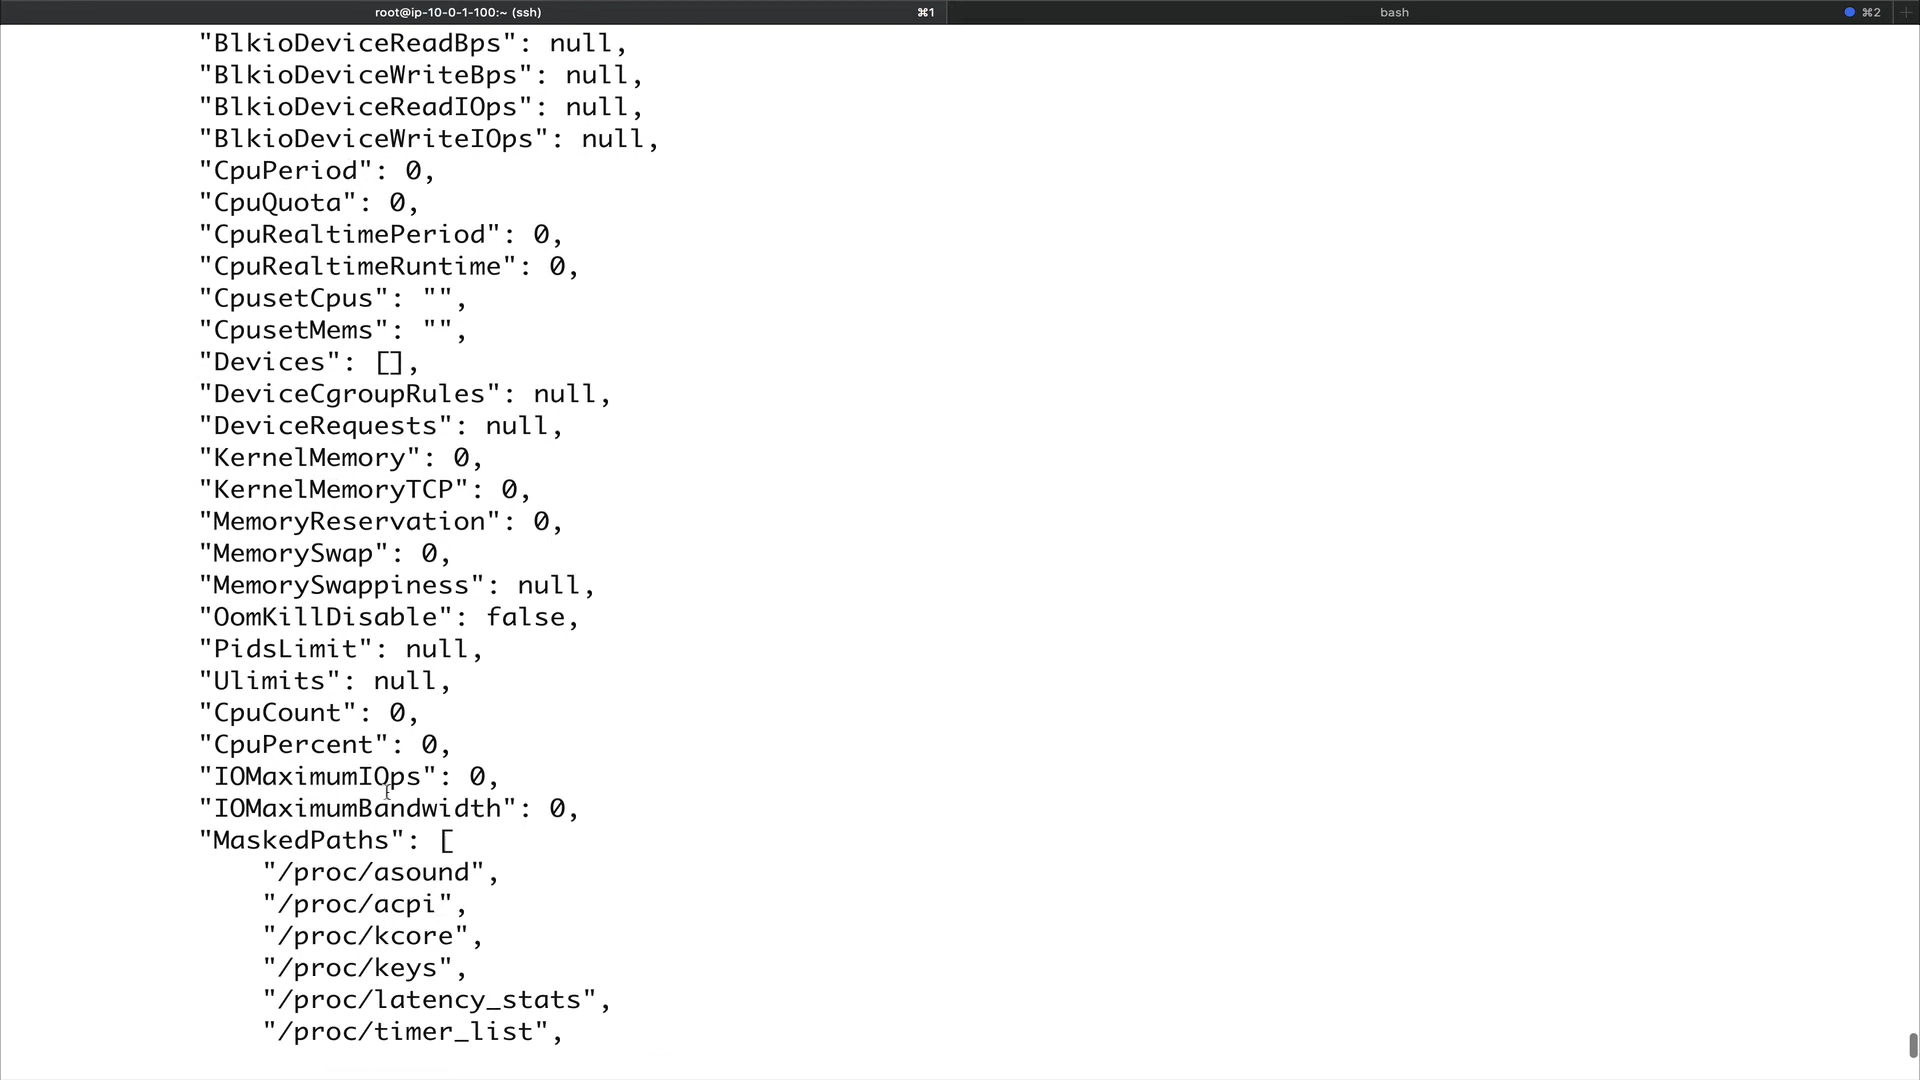 root@ip-10-0-1-100:~ (ssh) ⌘1 bash ⌘2 +
"BlkioDeviceReadBps": null,
"BlkioDeviceWriteBps": null,
"BlkioDeviceReadIOps": null,
"BlkioDeviceWriteIOps": null,
"CpuPeriod": 0,
"CpuQuota": 0,
"CpuRealtimePeriod": 0,
"CpuRealtimeRuntime": 0,
"CpusetCpus": "",
"CpusetMems": "",
"Devices": [],
"DeviceCgroupRules": null,
"DeviceRequests": null,
"KernelMemory": 0,
"KernelMemoryTCP": 0,
"MemoryReservation": 0,
"MemorySwap": 0,
"MemorySwappiness": null,
"OomKillDisable": false,
"PidsLimit": null,
"Ulimits": null,
"CpuCount": 0,
"CpuPercent": 0,
"IOMaximumIOps": 0,
"IOMaximumBandwidth": 0,
"MaskedPaths": [
"/proc/asound",
"/proc/acpi",
"/proc/kcore",
"/proc/keys",
"/proc/latency_stats",
"/proc/timer_list",